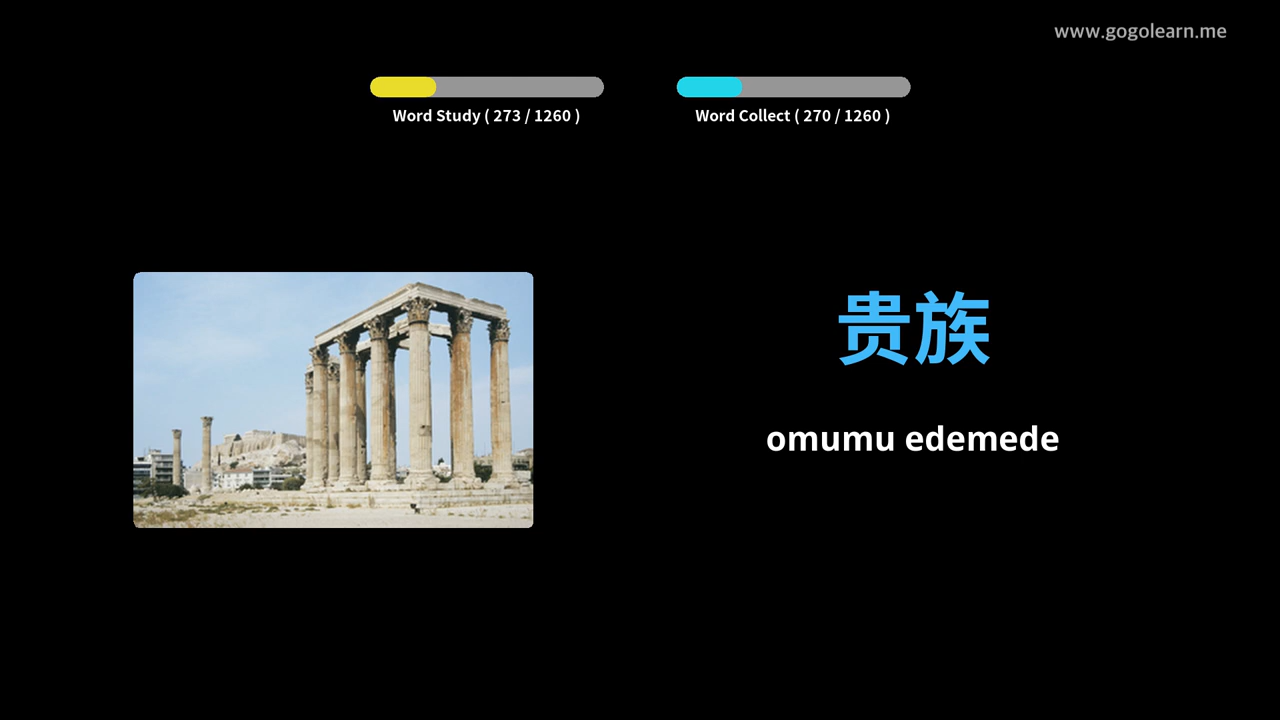 www.gogolearn.me
Word Study ( 273 / 1260 )
Word Collect ( 270 / 1260 )
贵族
omumu edemede